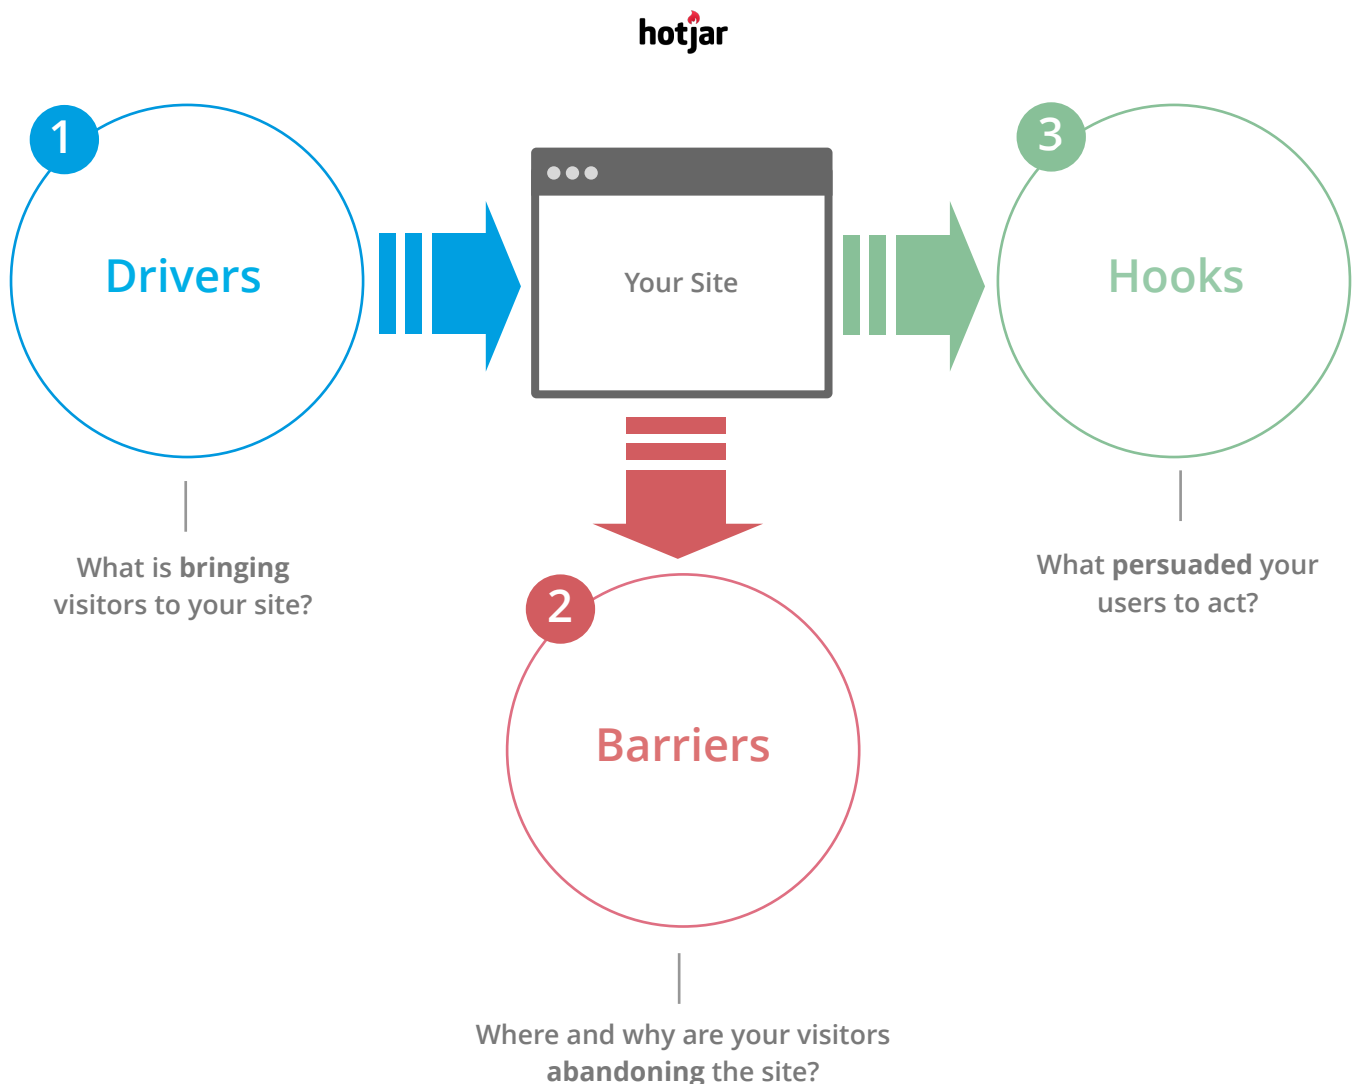 hotjar
1
Drivers
What is bringing
visitors to your site?
Your Site
3
Hooks
What persuaded your
users to act?
2
Barriers
Where and why are your visitors
abandoning the site?